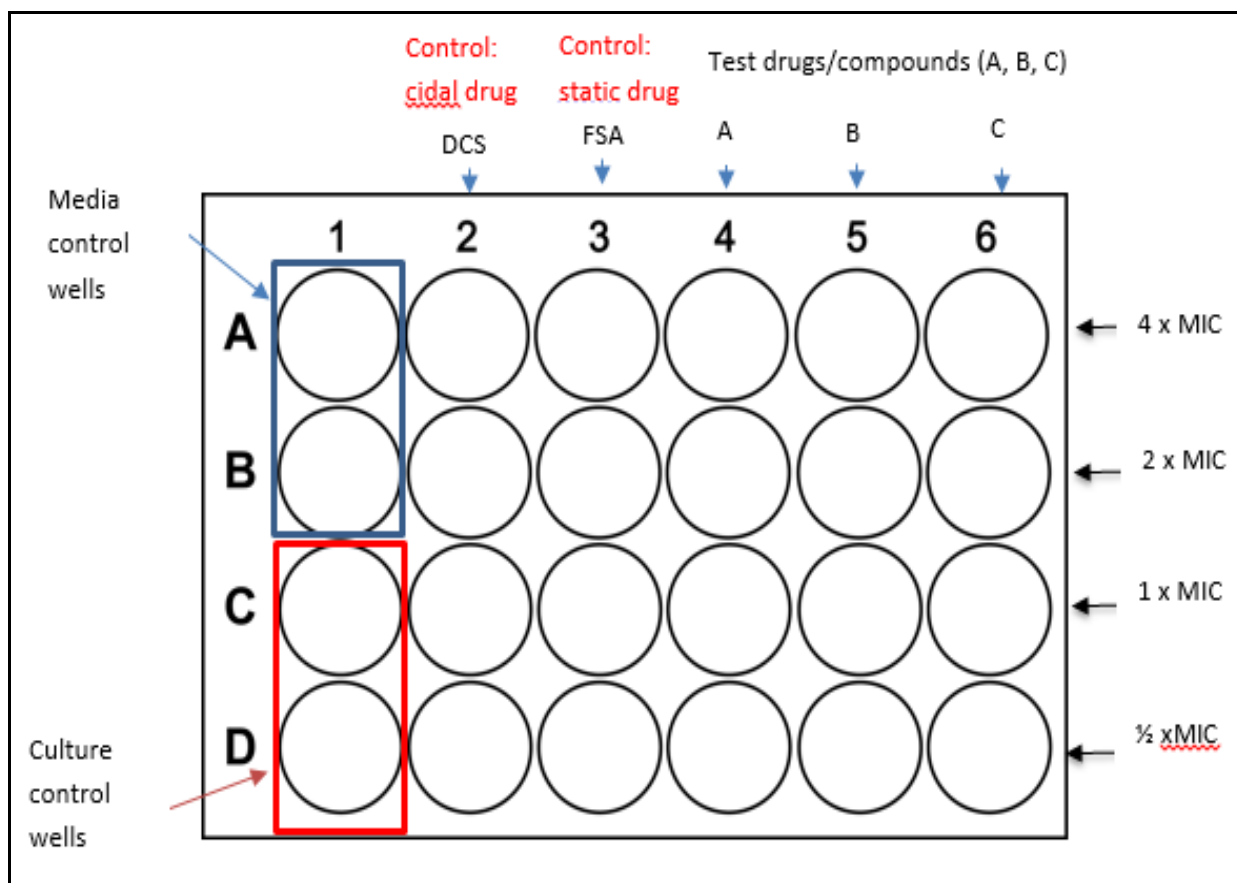 Control:
cidal drug
Control:
static drug
Test drugs/compounds (A, B, C)
DCS
FSA
A
B
C
Media
control
wells
1 2 3 4 5 6
A
4 x MIC
B
2 x MIC
C
1 x MIC
D
½ xMIC
Culture
control
wells